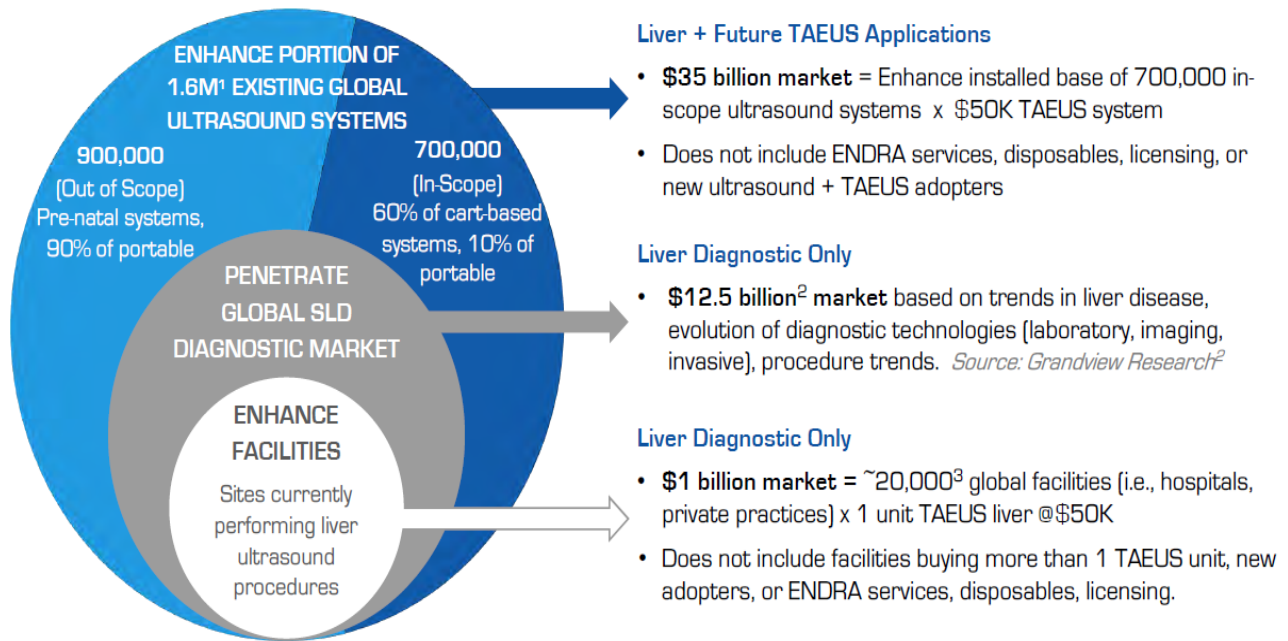 ENHANCE PORTION OF
1.6M¹ EXISTING GLOBAL
ULTRASOUND SYSTEMS
900,000
(Out of Scope)
Pre-natal systems,
90% of portable
700,000
(In-Scope)
60% of cart-based
systems, 10% of
portable
PENETRATE
GLOBAL SLD
DIAGNOSTIC MARKET
ENHANCE
FACILITIES
Sites currently
performing liver
ultrasound
procedures
Liver + Future TAEUS Applications
• $35 billion market = Enhance installed base of 700,000 in-
scope ultrasound systems x $50K TAEUS system
• Does not include ENDRA services, disposables, licensing, or
new ultrasound + TAEUS adopters
Liver Diagnostic Only
• $12.5 billion² market based on trends in liver disease,
evolution of diagnostic technologies (laboratory, imaging,
invasive), procedure trends. Source: Grandview Research²
Liver Diagnostic Only
• $1 billion market = ~20,000³ global facilities (i.e., hospitals,
private practices) x 1 unit TAEUS liver @$50K
• Does not include facilities buying more than 1 TAEUS unit, new
adopters, or ENDRA services, disposables, licensing.